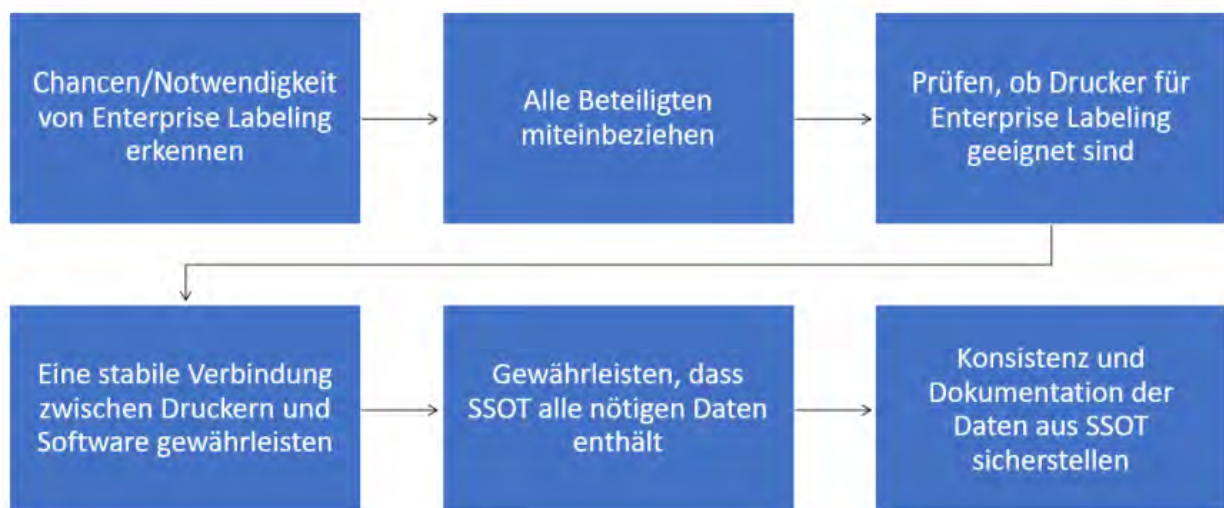 Chancen/Notwendigkeit
von Enterprise Labeling
erkennen
Alle Beteiligten
miteinbeziehen
Prüfen, ob Drucker für
Enterprise Labeling
geeignet sind
Eine stabile Verbindung
zwischen Druckern und
Software gewährleisten
Gewährleisten, dass
SSOT alle nötigen Daten
enthält
Konsistenz und
Dokumentation der
Daten aus SSOT
sicherstellen